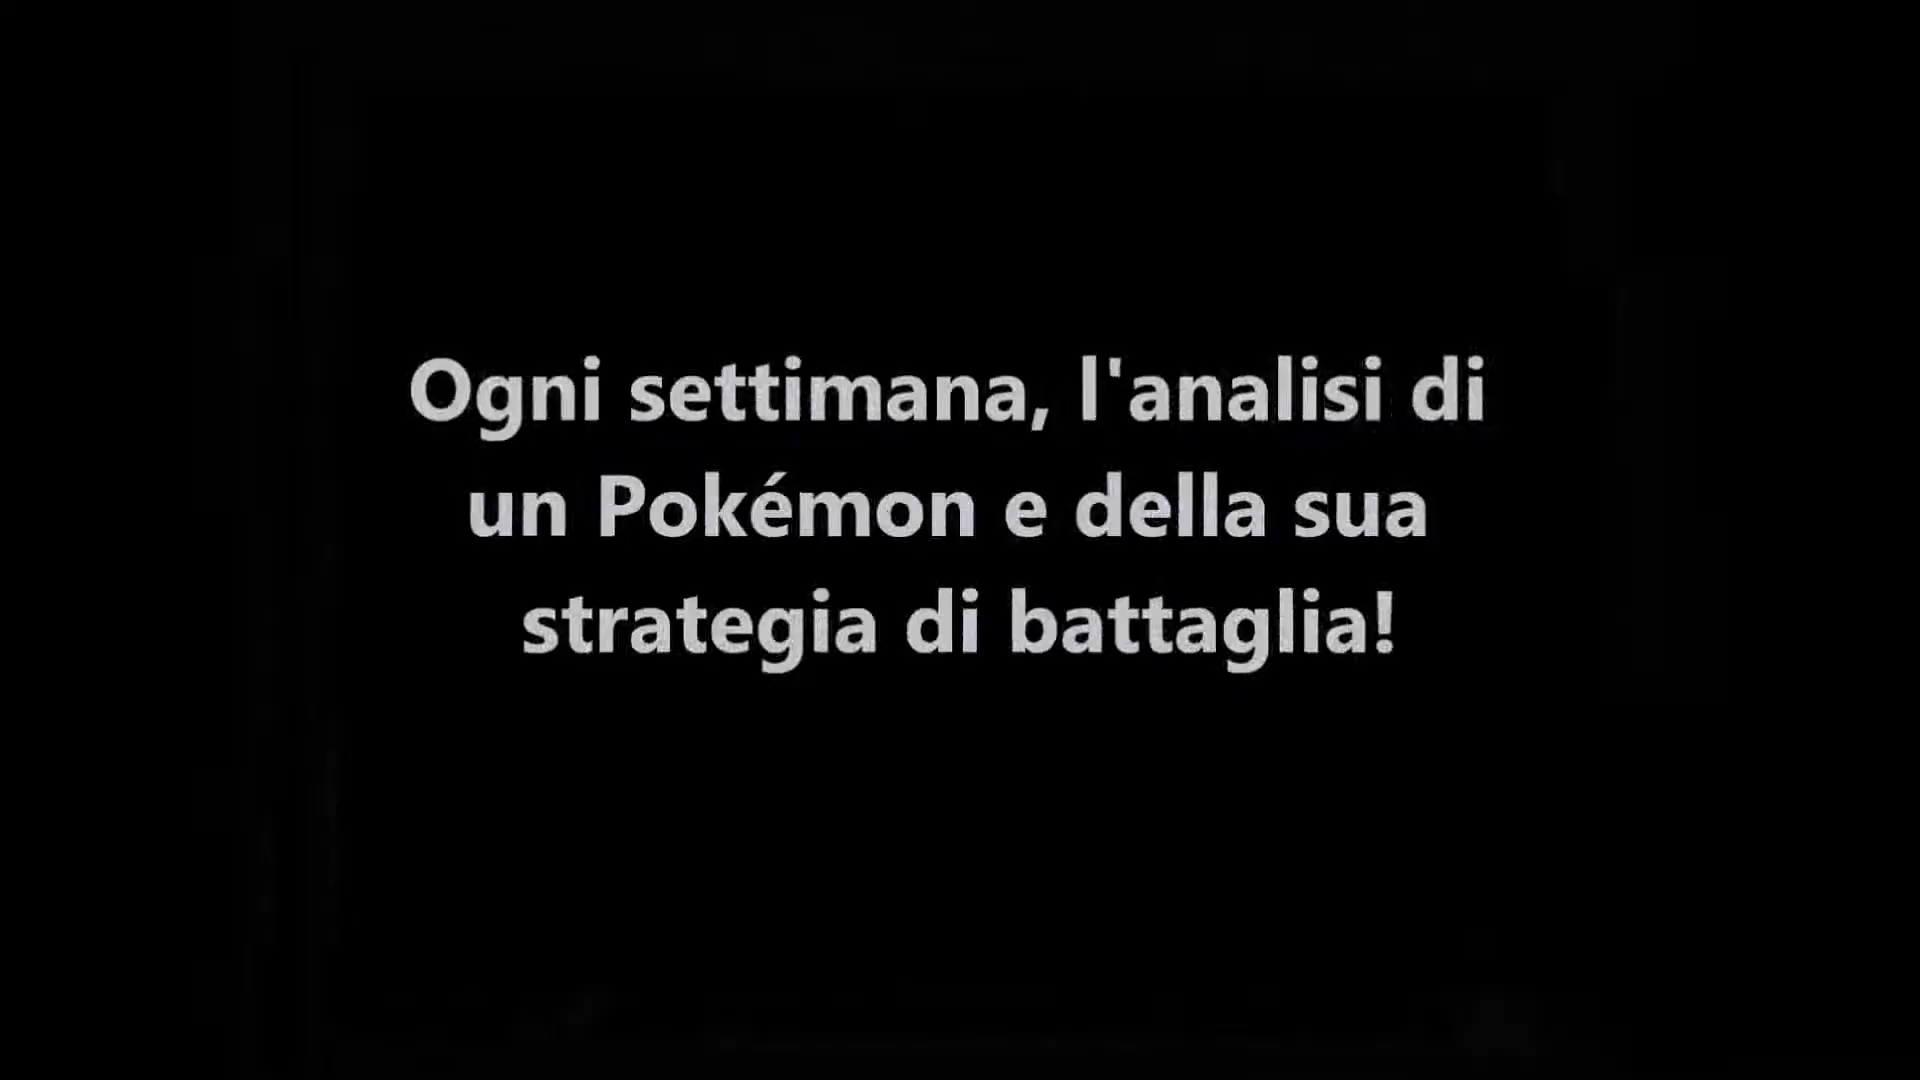 Ogni settimana, l'analisi di
un Pokémon e della sua
strategia di battaglia!